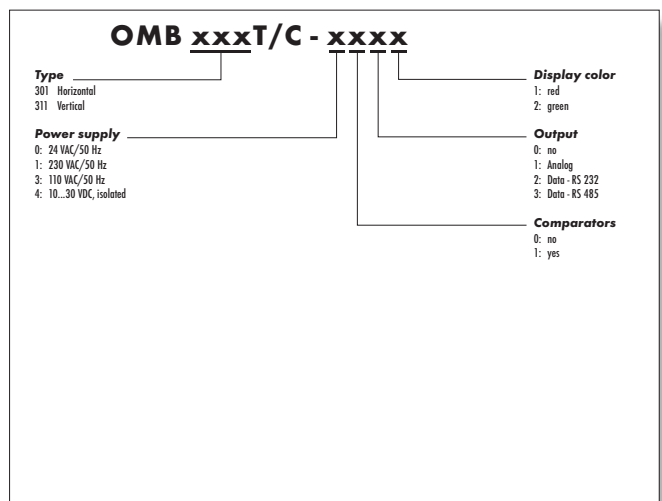 OMB xxxT/C - xxxx
Type
301 Horizontal
311 Vertical
Power supply
0: 24 VAC/50 Hz
1: 230 VAC/50 Hz
3: 110 VAC/50 Hz
4: 10...30 VDC, isolated
Display color
1: red
2: green
Output
0: no
1: Analog
2: Data - RS 232
3: Data - RS 485
Comparators
0: no
1: yes